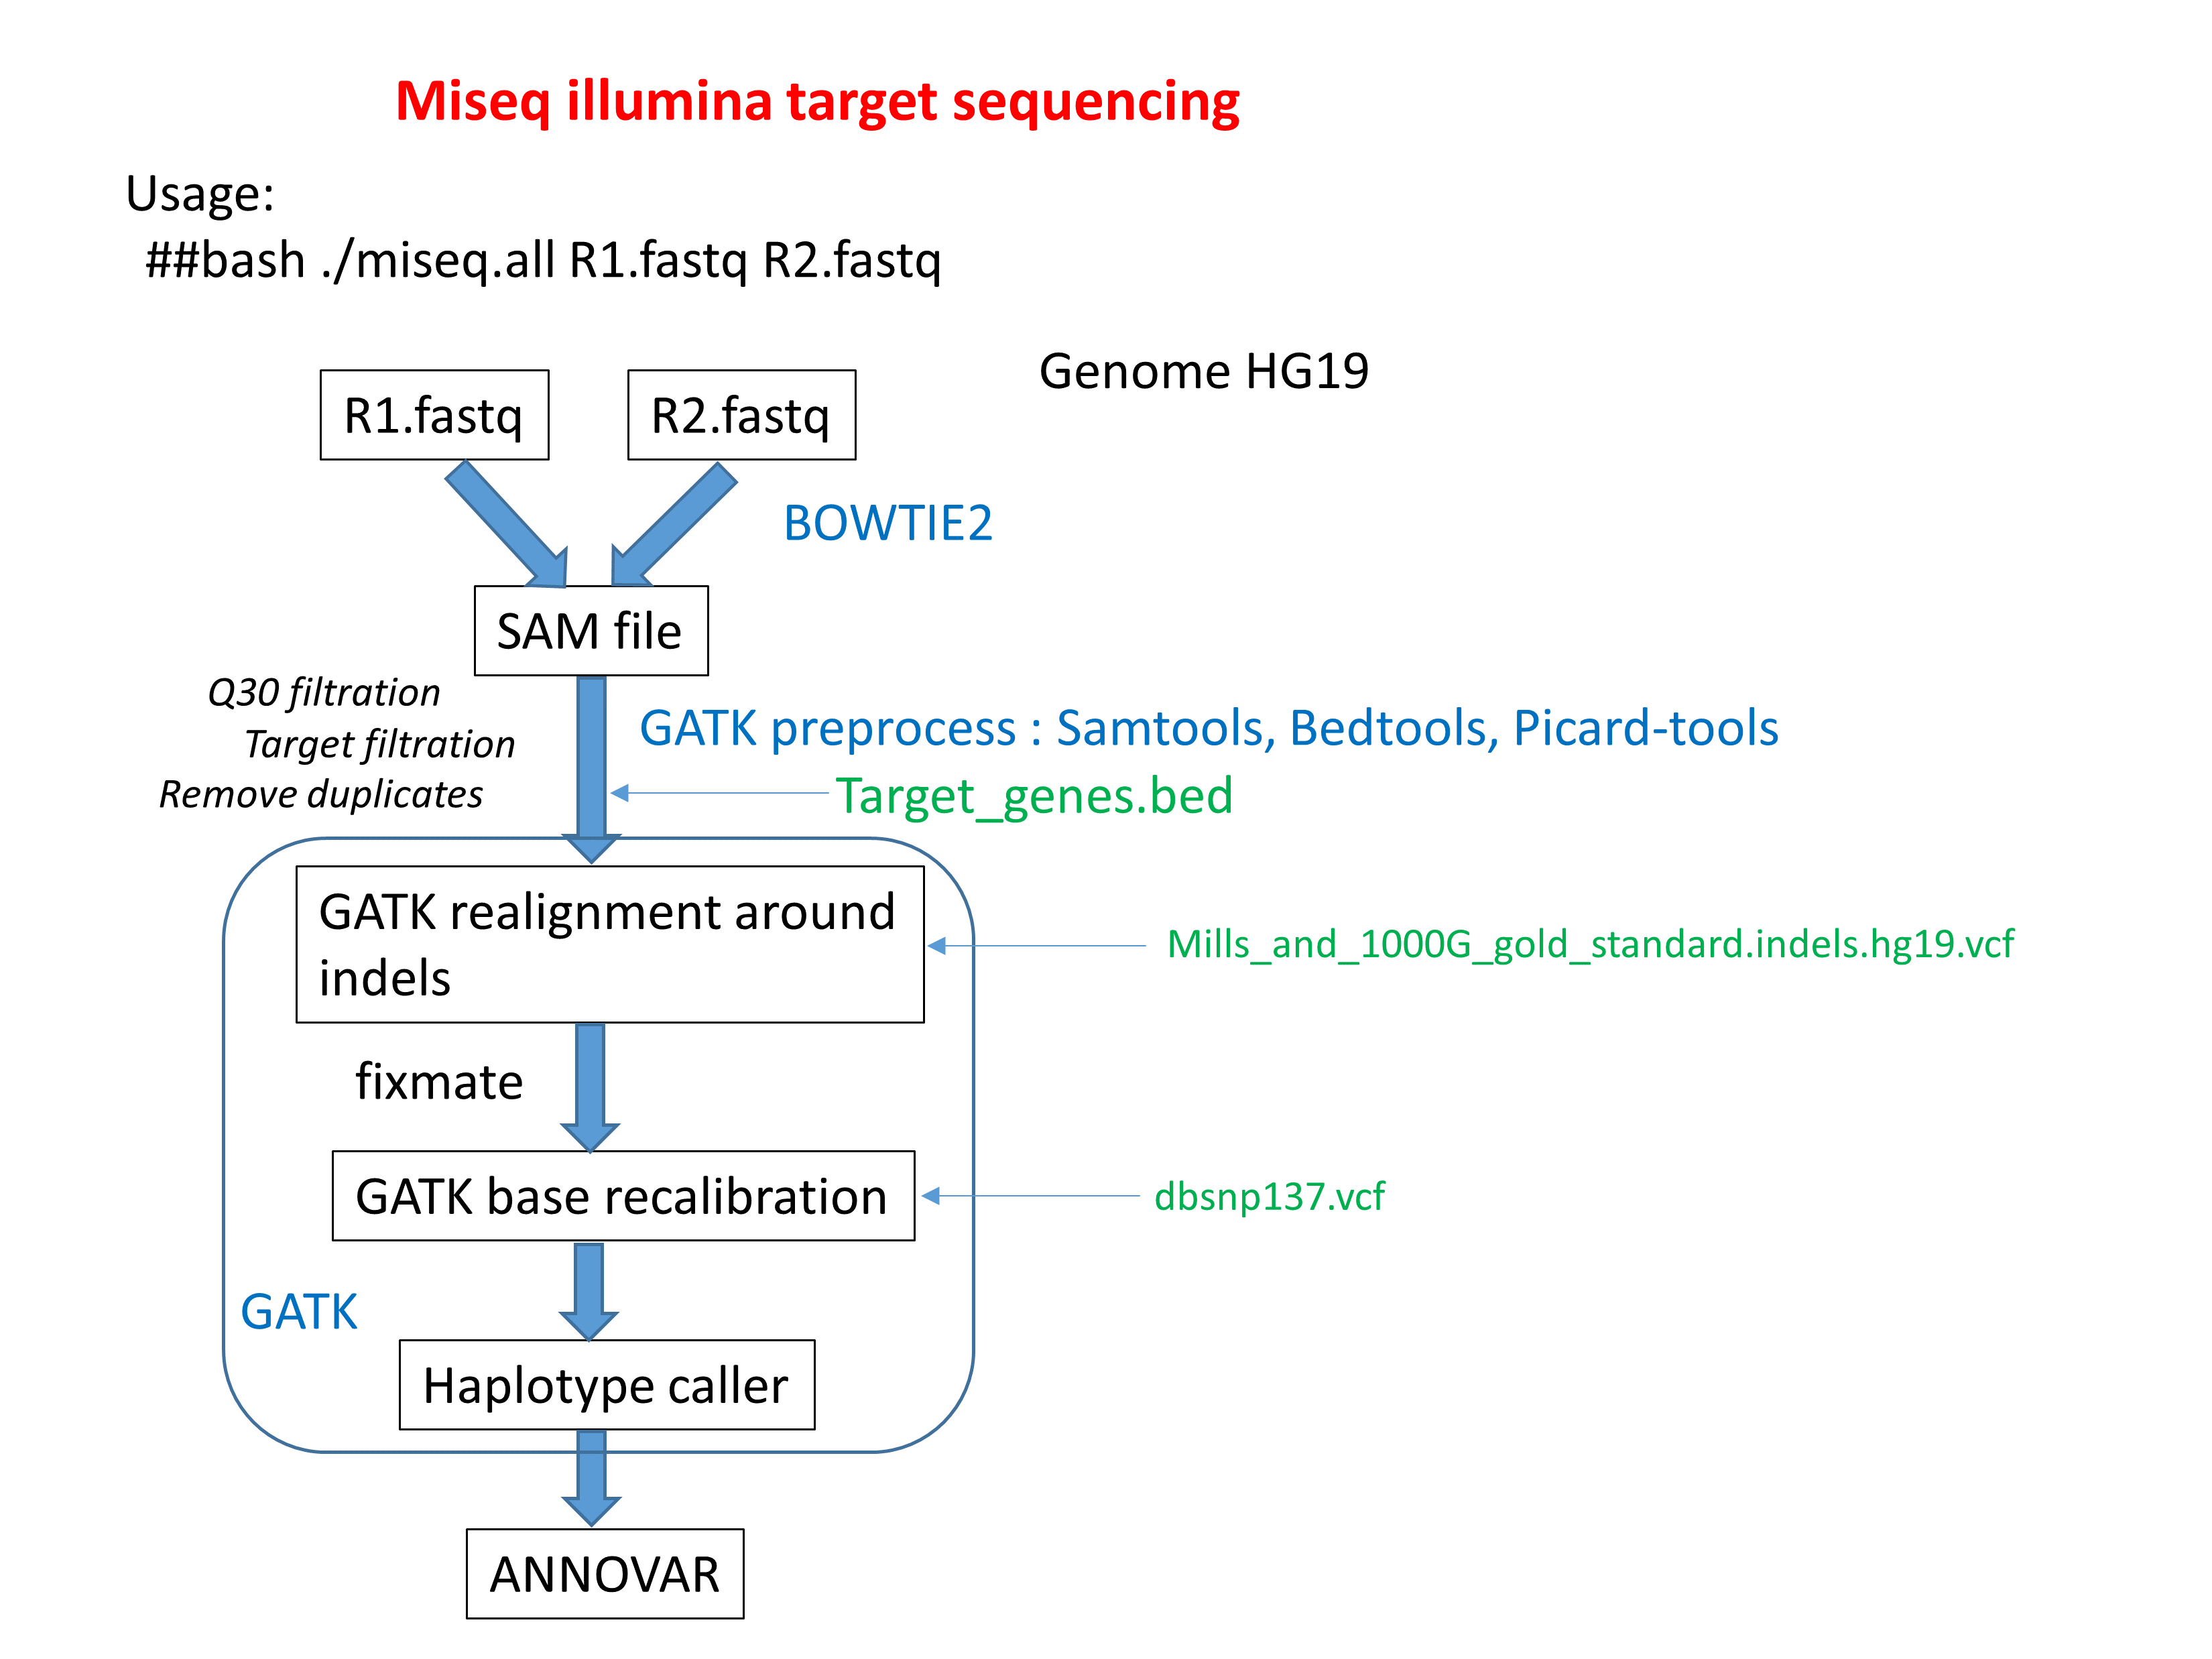 Miseq illumina target sequencing
Usage:
##bash ./miseq.all R1.fastq R2.fastq
Genome HG19
R1.fastq
R2.fastq
BOWTIE2
SAM file
Q30 filtration
Target filtration
Remove duplicates
GATK preprocess : Samtools, Bedtools, Picard-tools
Target_genes.bed
GATK realignment around
indels
Mills_and_1000G_gold_standard.indels.hg19.vcf
fixmate
GATK base recalibration
dbsnp137.vcf
GATK
Haplotype caller
ANNOVAR